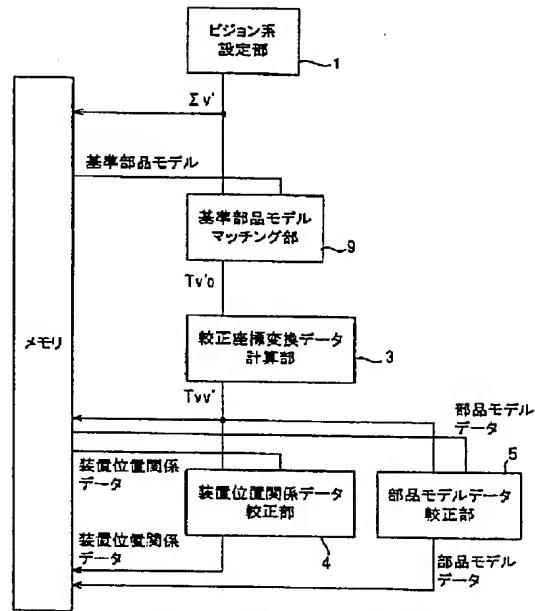 ビジョン系
設定部
1
Σv'
基準部品モデル
基準部品モデル
マッチング部
9
Tv'o
メモリ
較正座標変換データ
計算部
3
Tvv'
部品モデル
データ
装置位置関係
データ
装置位置関係データ
較正部
4
部品モデルデータ
較正部
5
装置位置関係
データ
部品モデル
データ